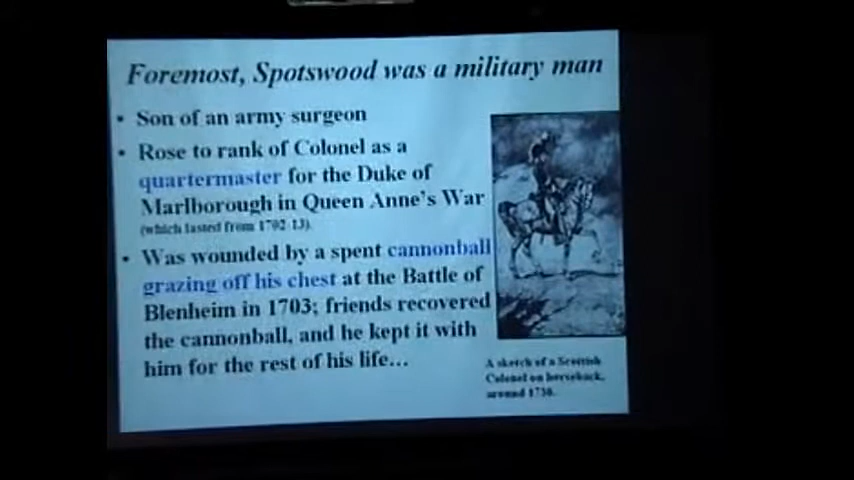 Foremost, Spotswood was a military man
• Son of an army surgeon
• Rose to rank of Colonel as a
quartermaster for the Duke of
Marlborough in Queen Anne's War
(which lasted from 1702-13).
• Was wounded by a spent cannonball
grazing off his chest at the Battle of
Blenheim in 1703; friends recovered
the cannonball, and he kept it with
him for the rest of his life…
A sketch of a Scottish
Colonel on horseback,
around 1730.